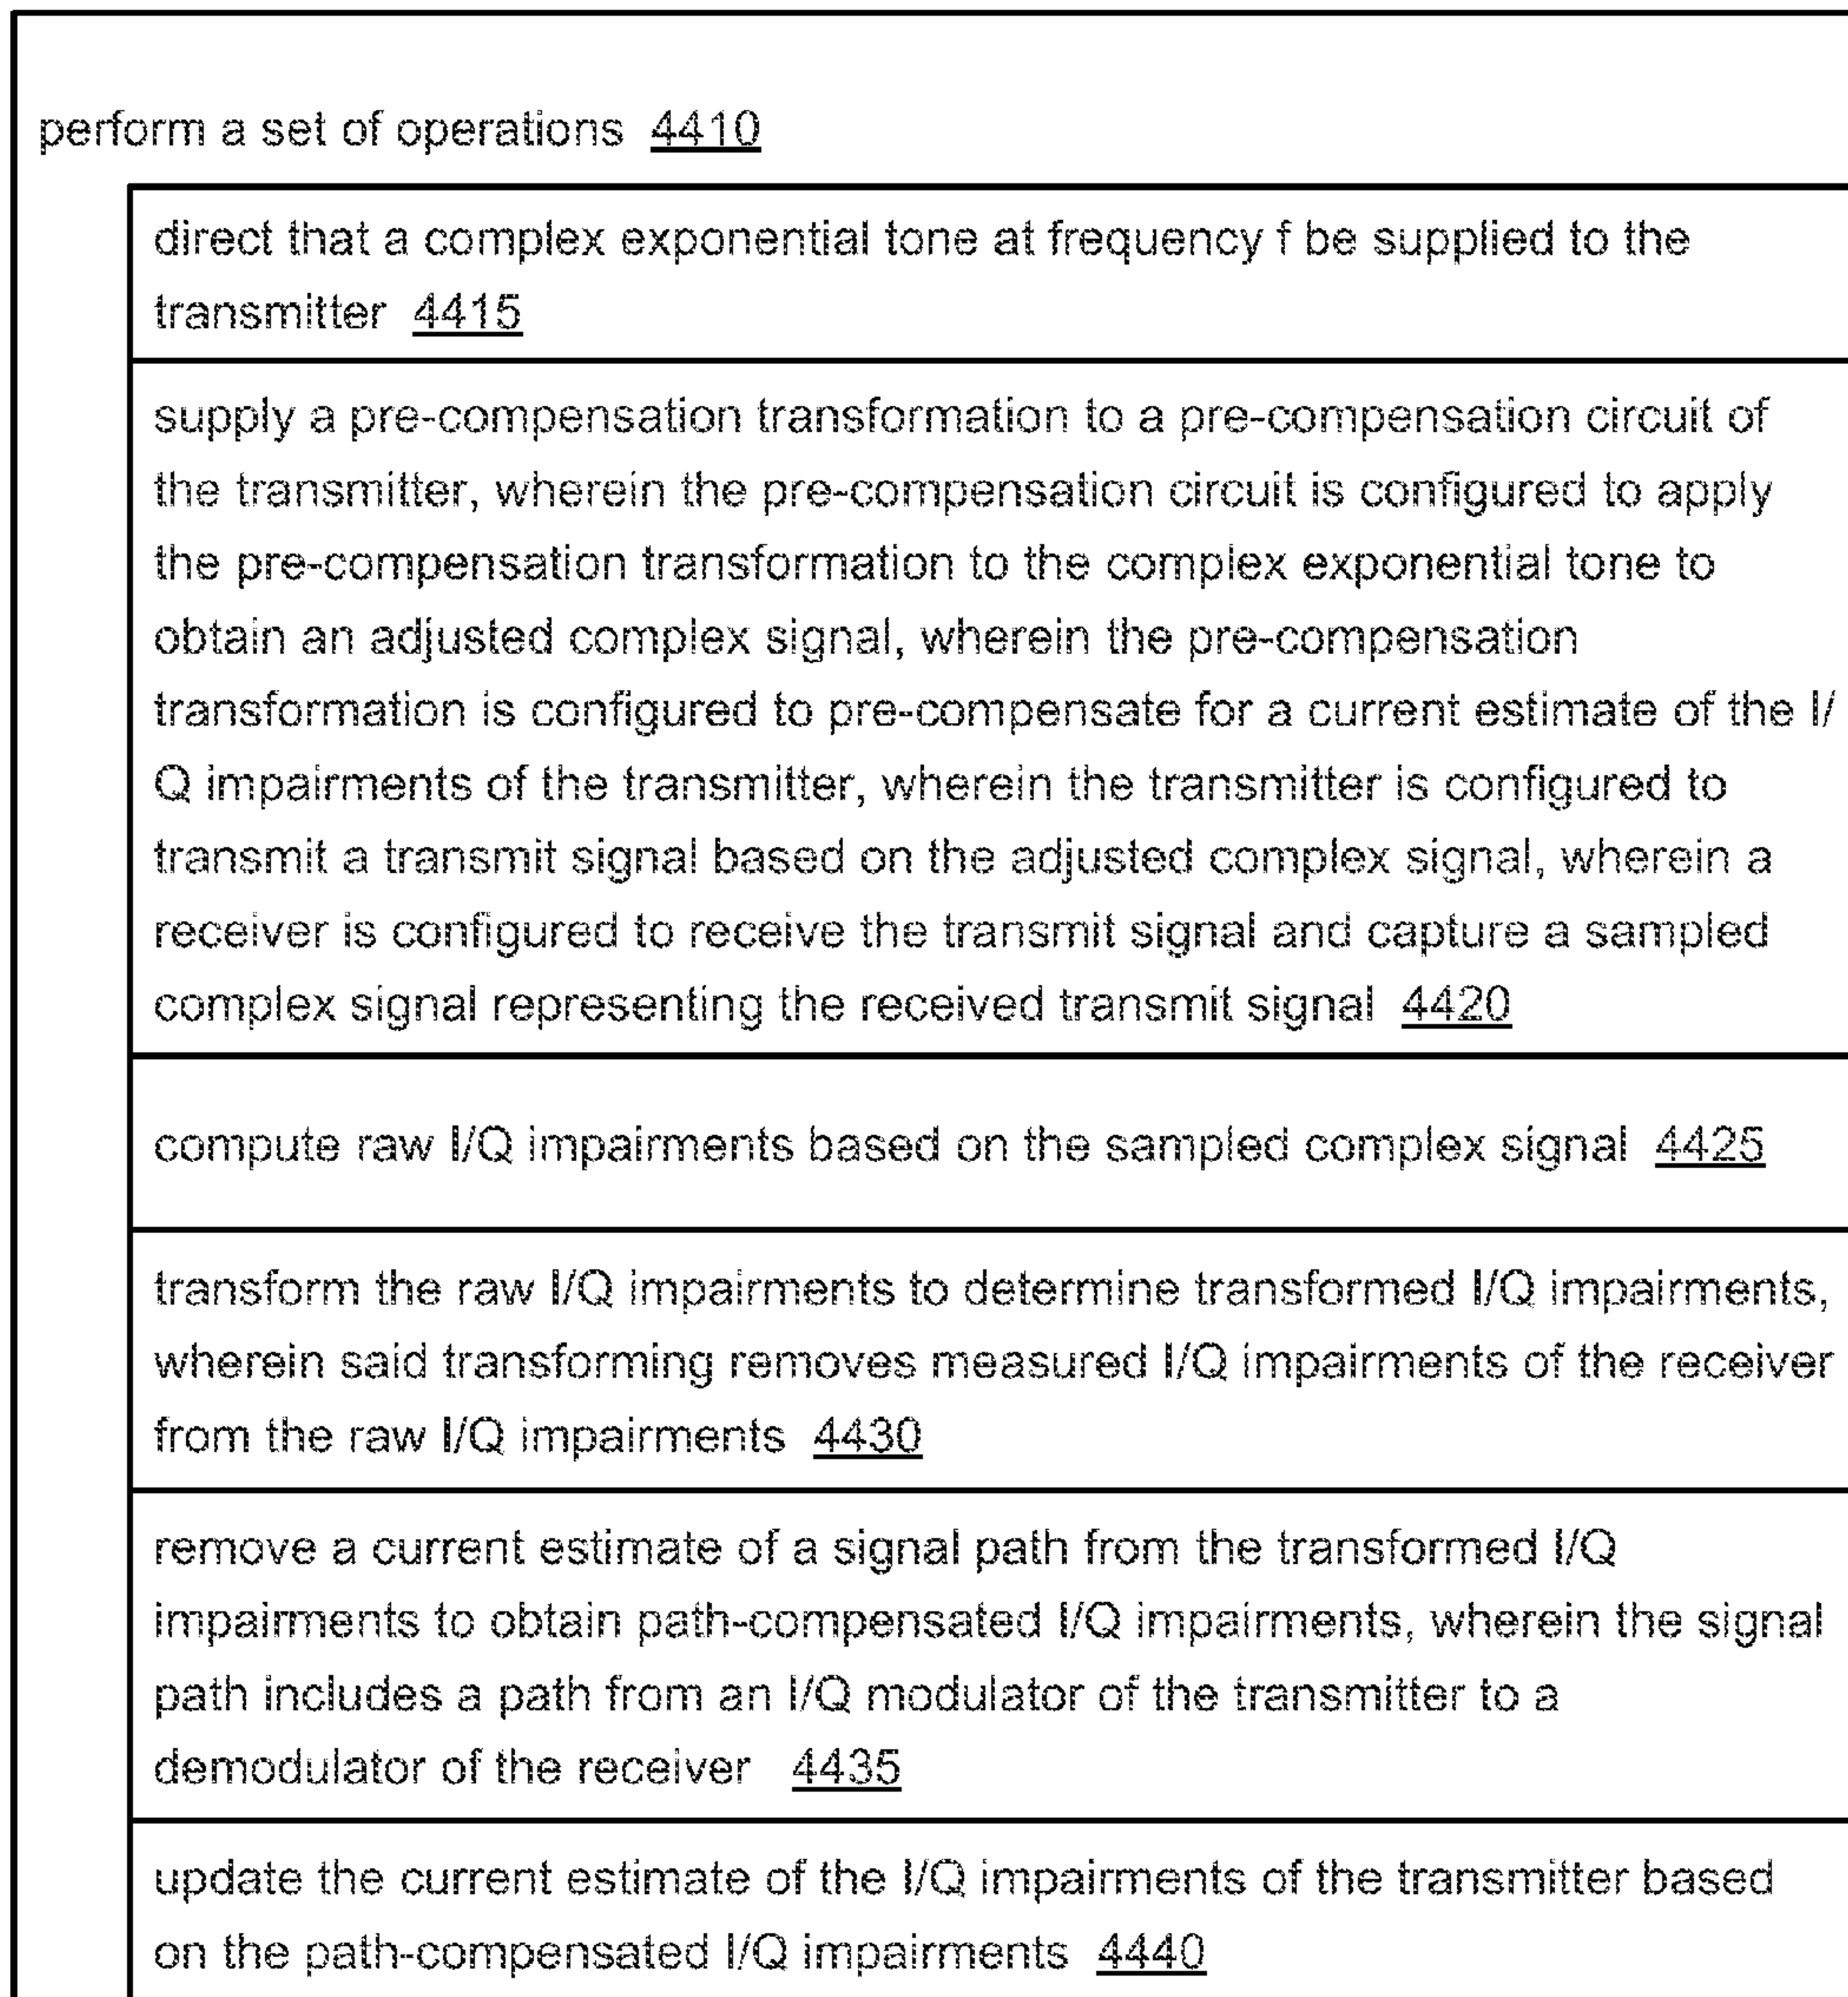 perform a set of operations 4410
direct that a complex exponential tone at frequency f be supplied to the
transmitter 4415
supply a pre-compensation transformation to a pre-compensation circuit of
the transmitter, wherein the pre-compensation circuit is configured to apply
the pre-compensation transformation to the complex exponential tone to
obtain an adjusted complex signal, wherein the pre-compensation
transformation is configured to pre-compensate for a current estimate of the I/
Q impairments of the transmitter, wherein the transmitter is configured to
transmit a transmit signal based on the adjusted complex signal, wherein a
receiver is configured to receive the transmit signal and capture a sampled
complex signal representing the received transmit signal 4420
compute raw I/Q impairments based on the sampled complex signal 4425
transform the raw I/Q impairments to determine transformed I/Q impairments,
wherein said transforming removes measured I/Q impairments of the receiver
from the raw I/Q impairments 4430
remove a current estimate of a signal path from the transformed I/Q
impairments to obtain path-compensated I/Q impairments, wherein the signal
path includes a path from an I/Q modulator of the transmitter to a
demodulator of the receiver 4435
update the current estimate of the I/Q impairments of the transmitter based
on the path-compensated I/Q impairments 4440